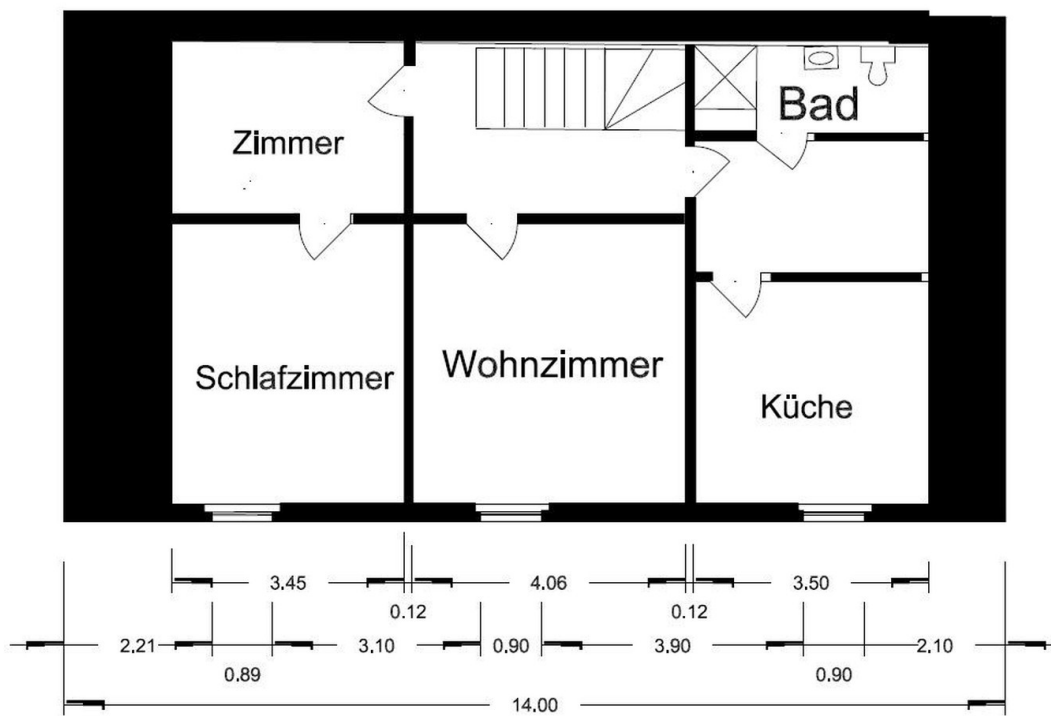 Bad
Zimmer
Wohnzimmer
Schlafzimmer
Küche
3.45 4.06 3.50
0.12 0.12
2.21 3.10 0.90 3.90 2.10
0.89 0.90
14.00